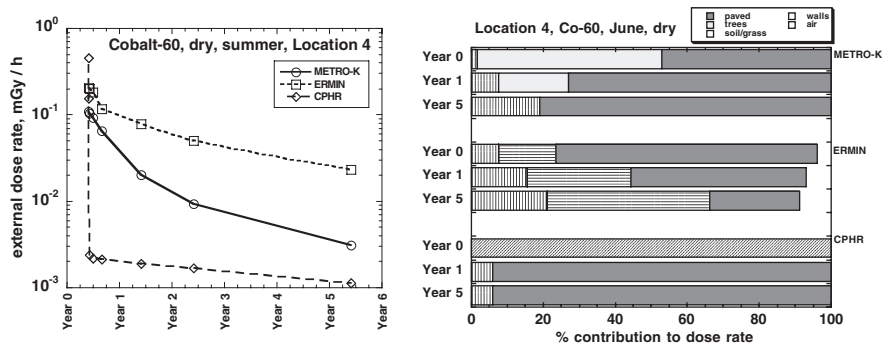 Cobalt-60, dry, summer, Location 4
METRO-K
ERMIN
CPHR
external dose rate, mGy / h
10^0
10^-1
10^-2
10^-3
Year 0
Year 1
Year 2
Year 3
Year 4
Year 5
Year 6
Location 4, Co-60, June, dry
paved
trees
soil/grass
walls
air
Year 0
METRO-K
Year 1
Year 5
Year 0
ERMIN
Year 1
Year 5
Year 0
CPHR
Year 1
Year 5
0 20 40 60 80 100
% contribution to dose rate